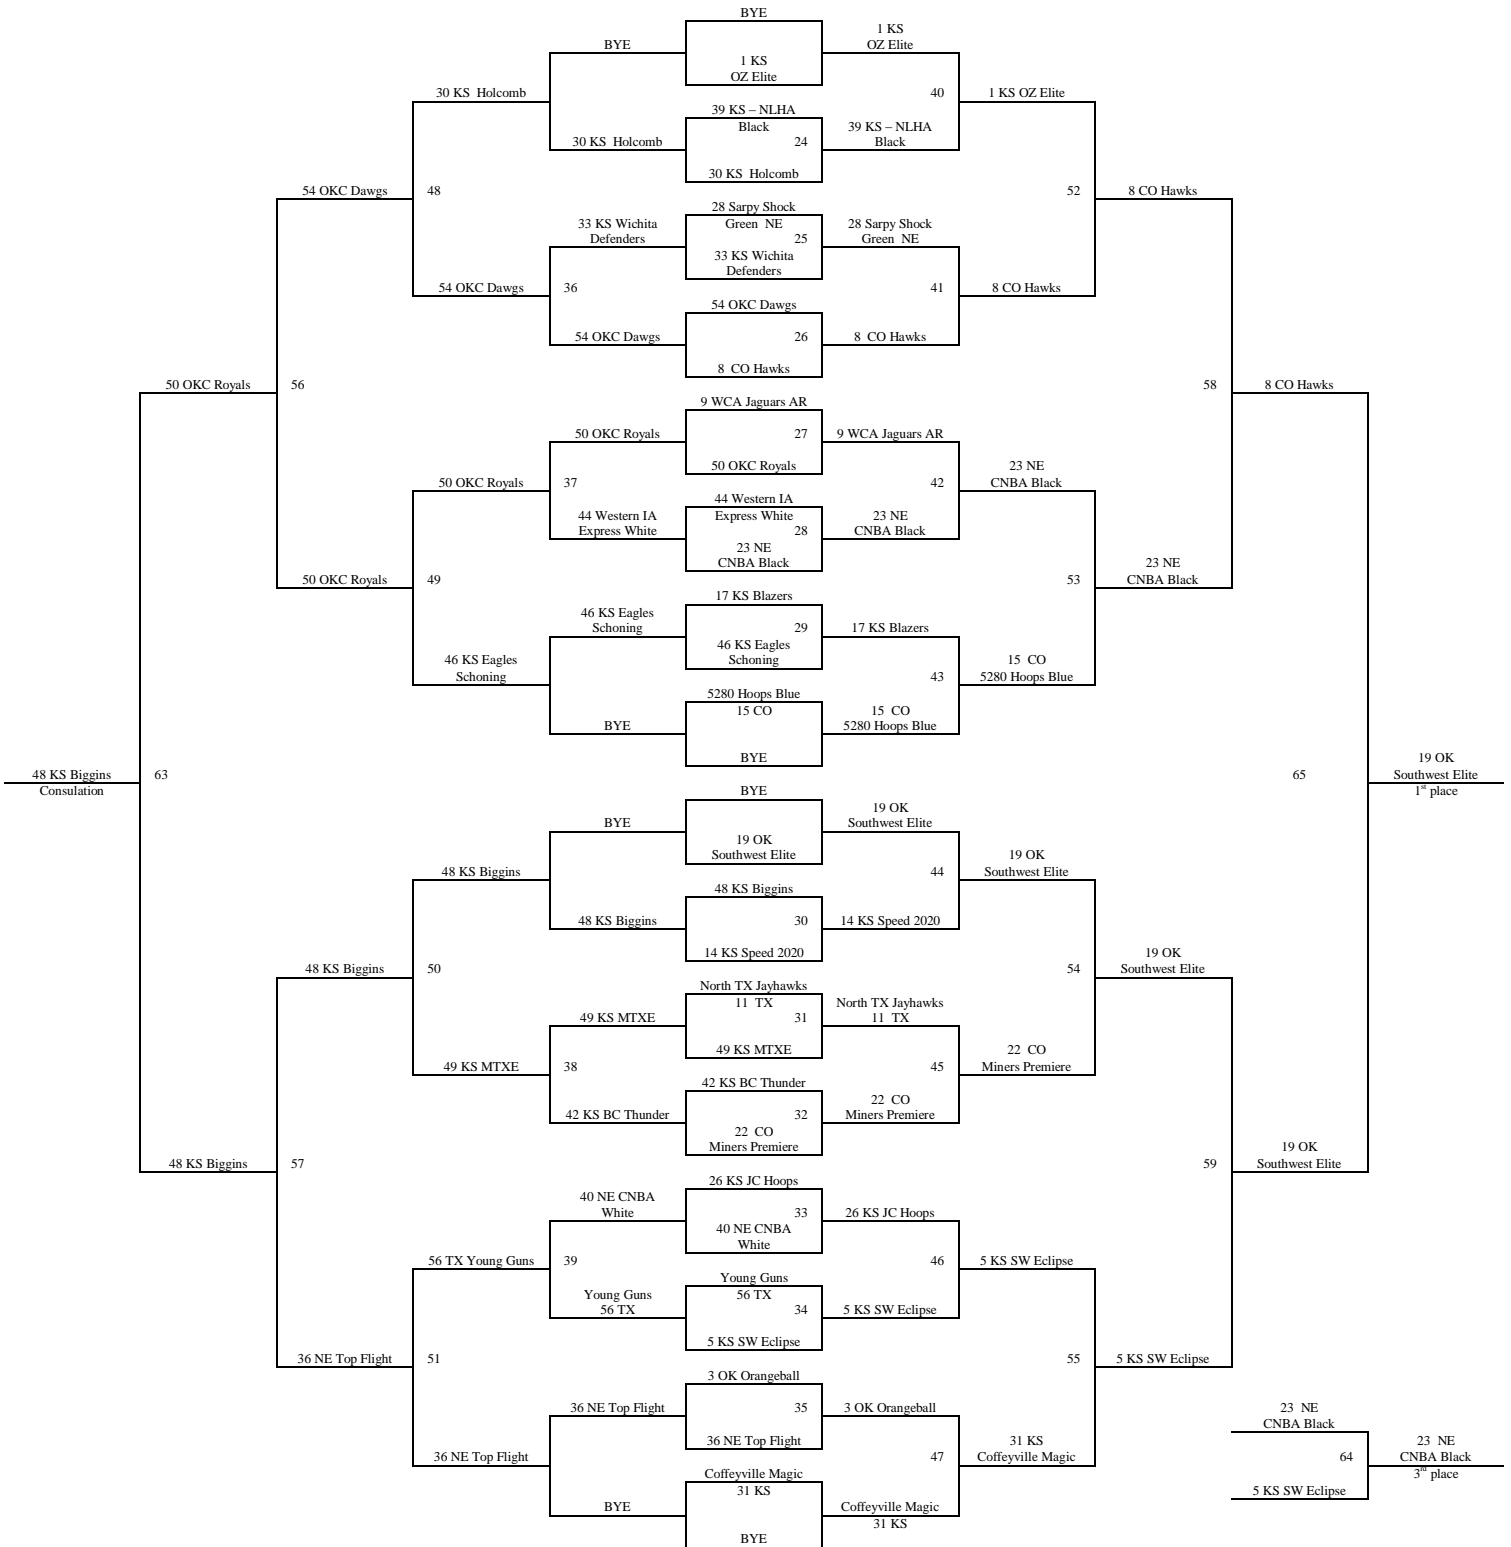 BYE
1 KS
OZ Elite
BYE
1 KS
OZ Elite
30 KS Holcomb
40
1 KS OZ Elite
39 KS – NLHA
Black
39 KS – NLHA
Black
30 KS Holcomb
24
30 KS Holcomb
54 OKC Dawgs
48
52
8 CO Hawks
28 Sarpy Shock
Green NE
33 KS Wichita
Defenders
25
28 Sarpy Shock
Green NE
33 KS Wichita
Defenders
54 OKC Dawgs
36
41
8 CO Hawks
54 OKC Dawgs
54 OKC Dawgs
26
8 CO Hawks
8 CO Hawks
50 OKC Royals
56
58
8 CO Hawks
9 WCA Jaguars AR
50 OKC Royals
27
9 WCA Jaguars AR
50 OKC Royals
50 OKC Royals
37
42
23 NE
CNBA Black
44 Western IA
Express White
44 Western IA
Express White
28
23 NE
CNBA Black
23 NE
CNBA Black
50 OKC Royals
49
53
23 NE
CNBA Black
17 KS Blazers
46 KS Eagles
Schoning
29
17 KS Blazers
46 KS Eagles
Schoning
46 KS Eagles
Schoning
43
15 CO
5280 Hoops Blue
5280 Hoops Blue
15 CO
BYE
15 CO
5280 Hoops Blue
BYE
48 KS Biggins
Consulation
63
65
19 OK
Southwest Elite
1st place
BYE
19 OK
Southwest Elite
BYE
19 OK
Southwest Elite
48 KS Biggins
44
19 OK
Southwest Elite
48 KS Biggins
48 KS Biggins
30
14 KS Speed 2020
14 KS Speed 2020
48 KS Biggins
50
54
19 OK
Southwest Elite
North TX Jayhawks
11 TX
49 KS MTXE
31
North TX Jayhawks
11 TX
49 KS MTXE
49 KS MTXE
38
45
22 CO
Miners Premiere
42 KS BC Thunder
42 KS BC Thunder
32
22 CO
Miners Premiere
22 CO
Miners Premiere
48 KS Biggins
57
59
19 OK
Southwest Elite
26 KS JC Hoops
40 NE CNBA
White
33
26 KS JC Hoops
40 NE CNBA
White
56 TX Young Guns
39
46
5 KS SW Eclipse
Young Guns
56 TX
Young Guns
56 TX
34
5 KS SW Eclipse
5 KS SW Eclipse
36 NE Top Flight
51
55
5 KS SW Eclipse
3 OK Orangeball
36 NE Top Flight
35
3 OK Orangeball
36 NE Top Flight
36 NE Top Flight
47
31 KS
Coffeyville Magic
Coffeyville Magic
31 KS
BYE
Coffeyville Magic
31 KS
BYE
23 NE
CNBA Black
64
23 NE
CNBA Black
3rd place
5 KS SW Eclipse